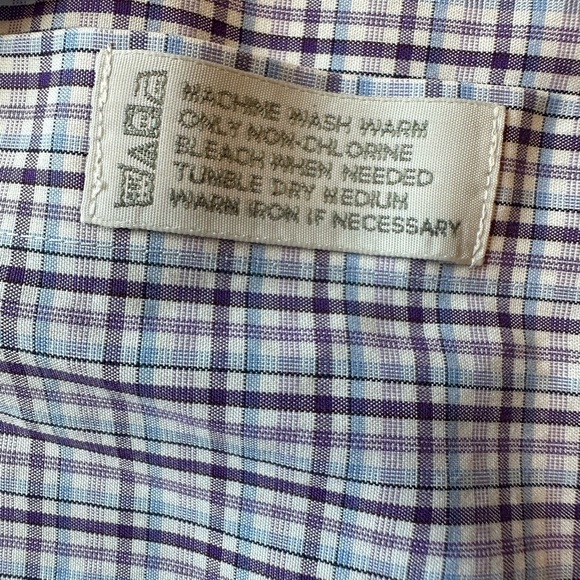 MACHINE WASH WARM
ONLY NON-CHLORINE
BLEACH WHEN NEEDED
TUMBLE DRY MEDIUM
WARM IRON IF NECESSARY